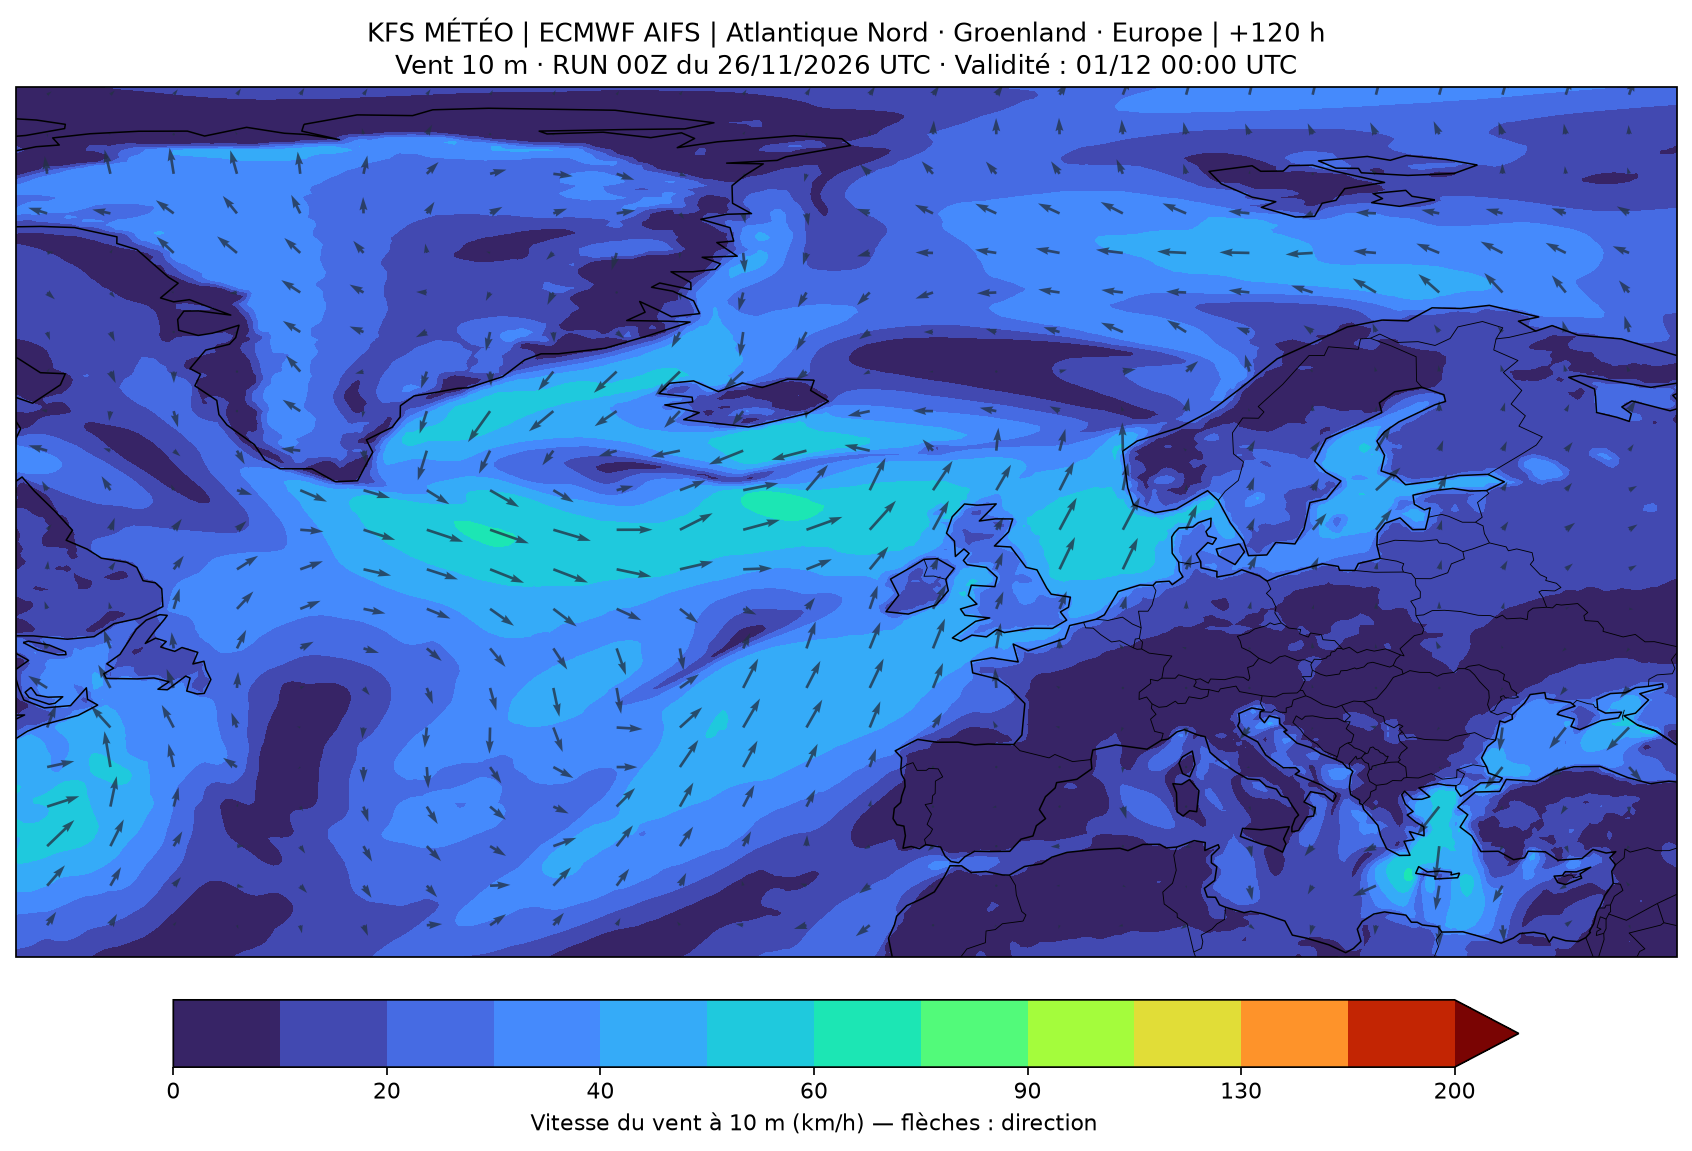 KFS MÉTÉO | ECMWF AIFS | Atlantique Nord · Groenland · Europe | +120 h
Vent 10 m · RUN 00Z du 26/11/2026 UTC · Validité : 01/12 00:00 UTC
0 20 40 60 90 130 200
Vitesse du vent à 10 m (km/h) — flèches : direction